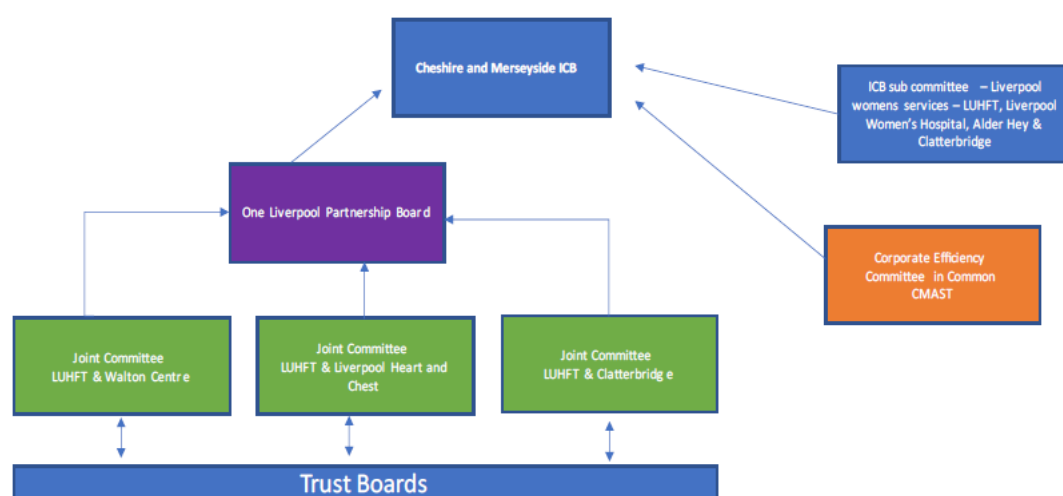 Cheshire and Merseyside ICB
ICB sub committee – Liverpool
womens services – LUHFT, Liverpool
Women's Hospital, Alder Hey &
Clatterbridge
One Liverpool Partnership Board
Corporate Efficiency
Committee in Common
CMAST
Joint Committee
LUHFT & Walton Centre
Joint Committee
LUHFT & Liverpool Heart and
Chest
Joint Committee
LUHFT & Clatterbridge
Trust Boards